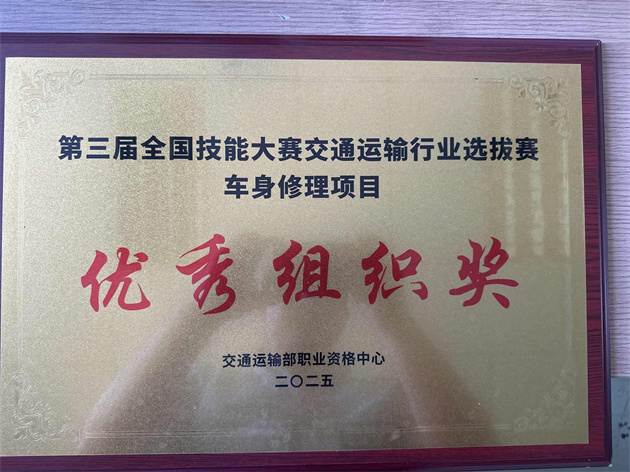 第三届全国技能大赛交通运输行业选拔赛
车身修理项目
优秀组织奖
交通运输部职业资格中心
二〇二五